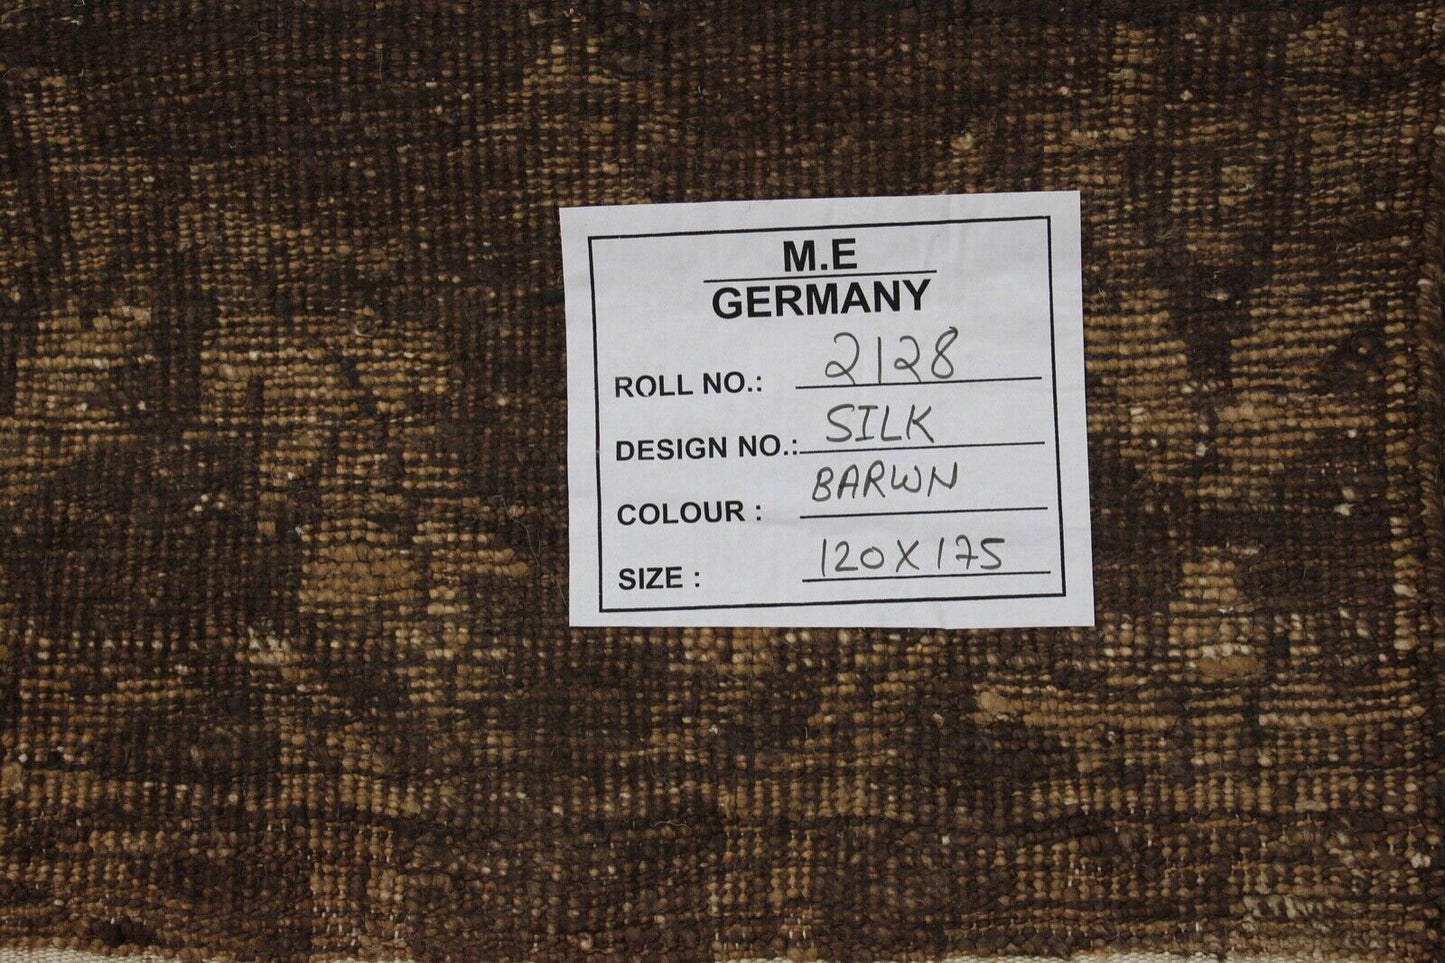 M.E
GERMANY
ROLL NO.: 2128
DESIGN NO.: SILK
COLOUR : BARWN
SIZE : 120X175